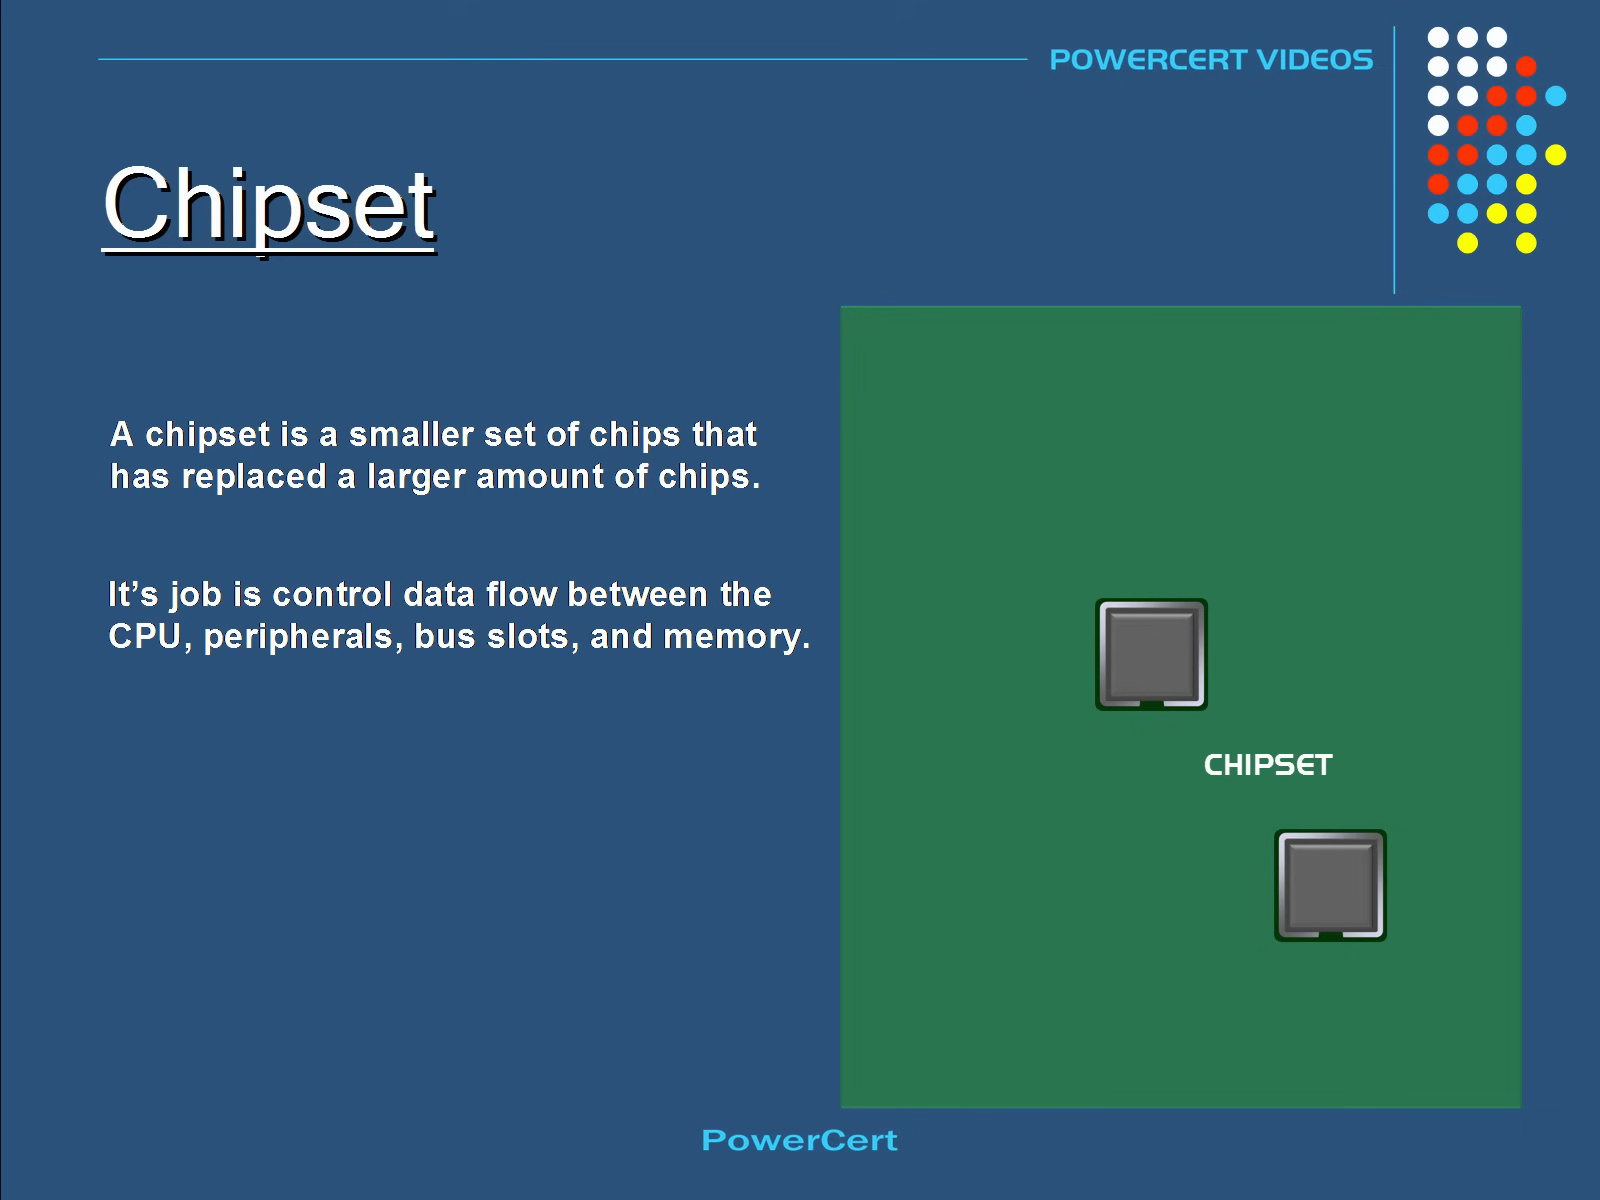 POWERCERT VIDEOS
Chipset
A chipset is a smaller set of chips that
has replaced a larger amount of chips.
It’s job is control data flow between the
CPU, peripherals, bus slots, and memory.
CHIPSET
PowerCert